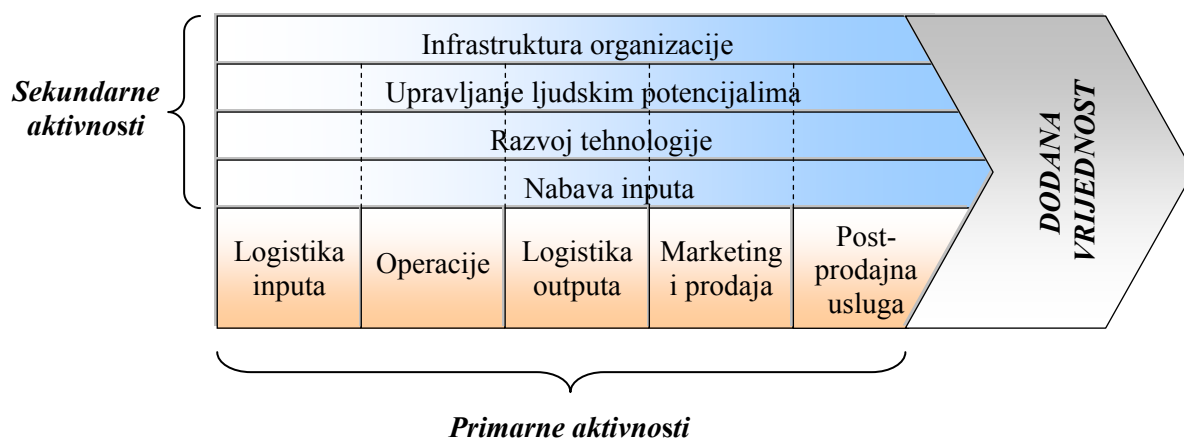 Infrastruktura organizacije
Sekundarne
aktivnosti
Upravljanje ljudskim potencijalima
Razvoj tehnologije
Nabava inputa
DODANA
VRIJEDNOST
Logistika
inputa
Operacije
Logistika
outputa
Marketing
i prodaja
Post-
prodajna
usluga
Primarne aktivnosti